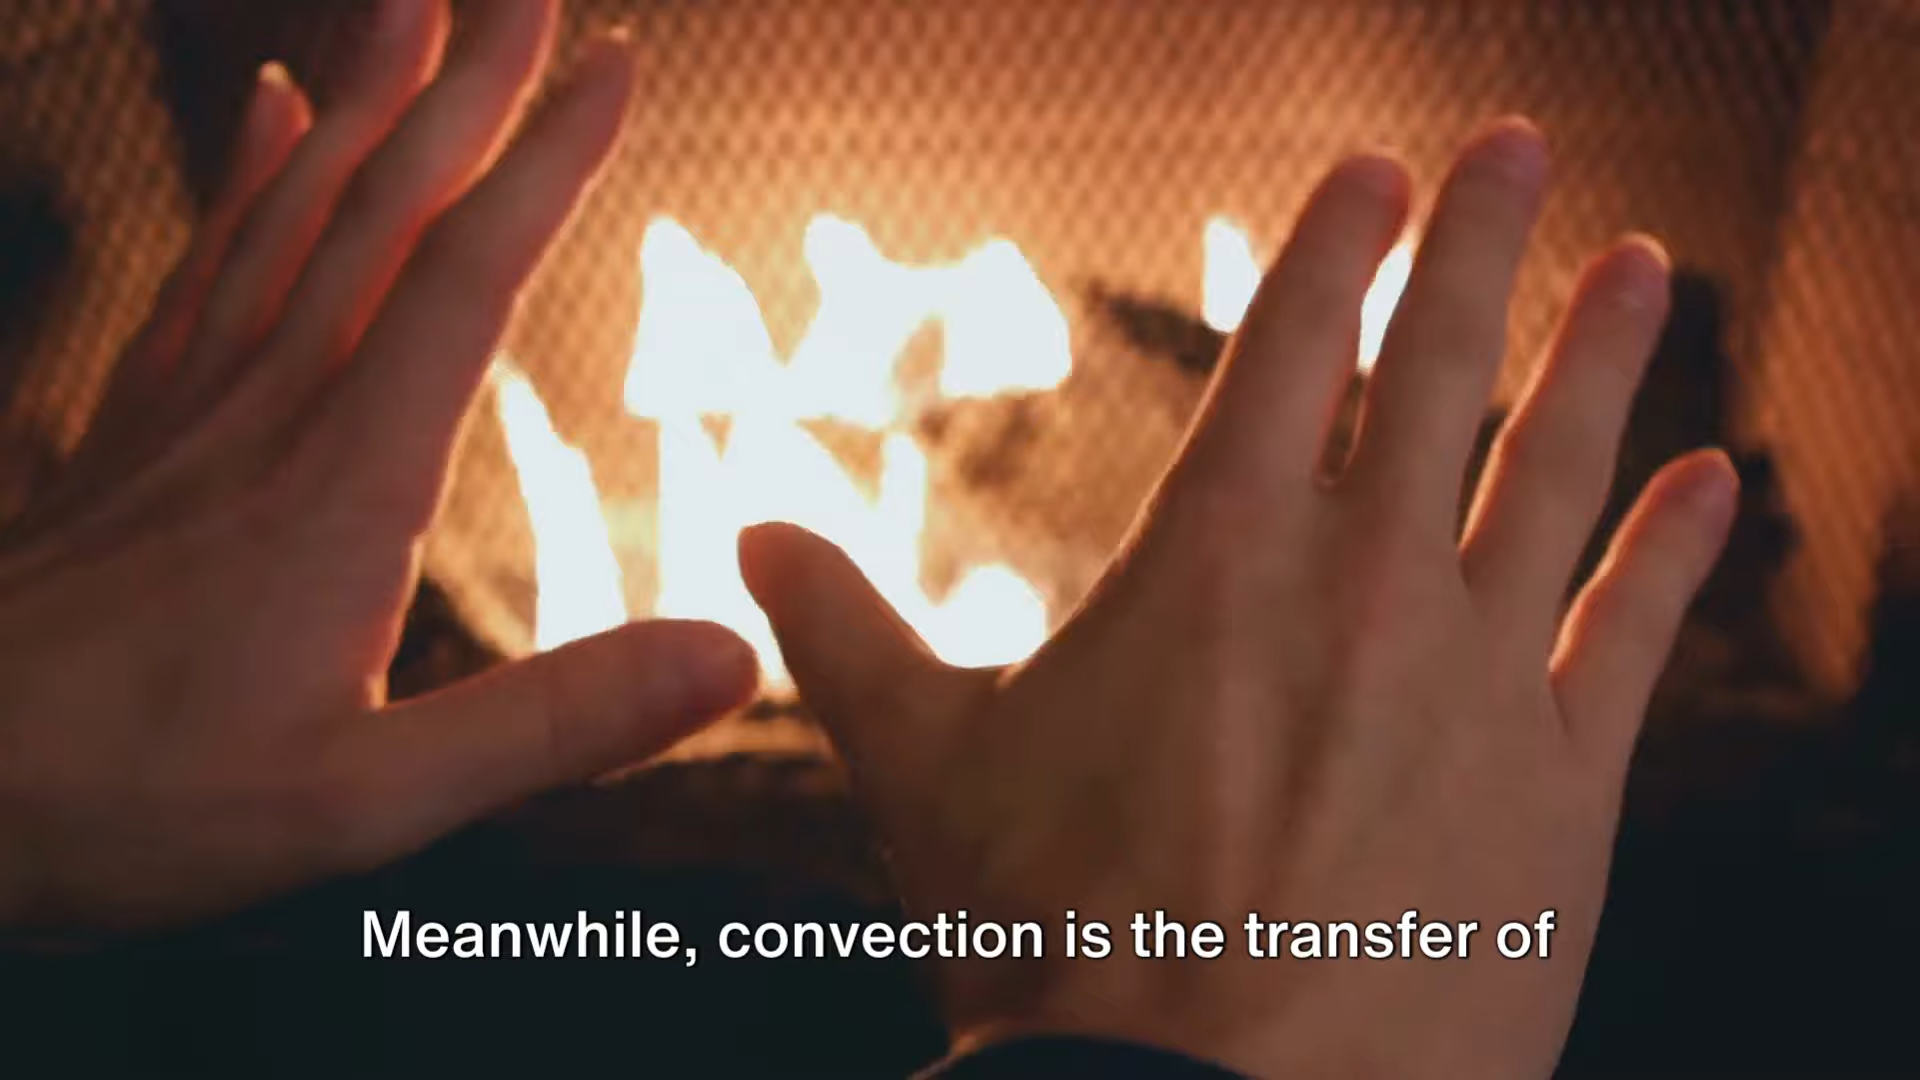 Meanwhile, convection is the transfer of